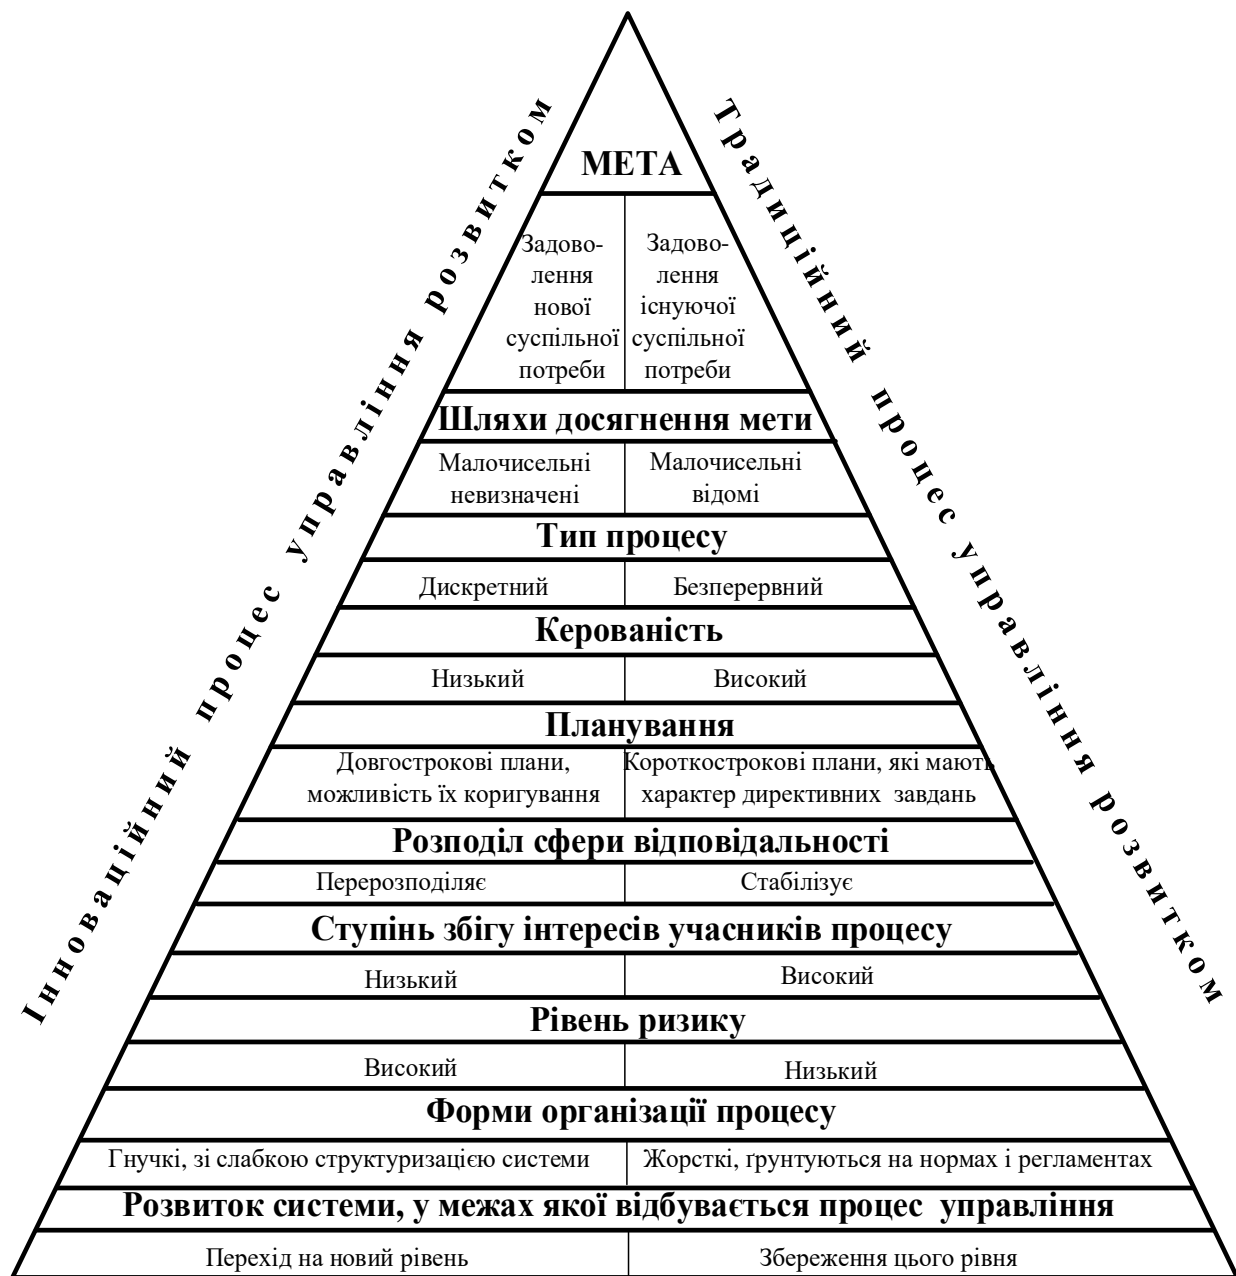 Інноваційний процес управління розвитком
Традиційний процес управління розвитком
МЕТА
Задово-
лення
нової
суспільної
потреби
Задово-
лення
існуючої
суспільної
потреби
Шляхи досягнення мети
Малочисельні
невизначені
Малочисельні
відомі
Тип процесу
Дискретний
Безперервний
Керованість
Низький
Високий
Планування
Довгострокові плани,
можливість їх коригування
Короткострокові плани, які мають
характер директивних завдань
Розподіл сфери відповідальності
Перерозподіляє
Стабілізує
Ступінь збігу інтересів учасників процесу
Низький
Високий
Рівень ризику
Високий
Низький
Форми організації процесу
Гнучкі, зі слабкою структуризацією системи
Жорсткі, ґрунтуються на нормах і регламентах
Розвиток системи, у межах якої відбувається процес управління
Перехід на новий рівень
Збереження цього рівня